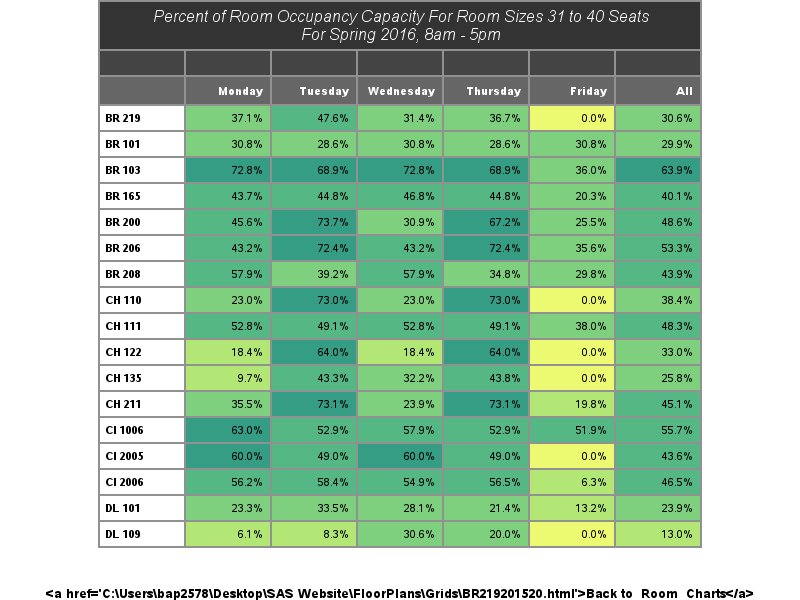 Percent of Room Occupancy Capacity For Room Sizes 31 to 40 Seats
For Spring 2016, 8am - 5pm
Monday Tuesday Wednesday Thursday Friday All
BR 219 37.1% 47.6% 31.4% 36.7% 0.0% 30.6%
BR 101 30.8% 28.6% 30.8% 28.6% 30.8% 29.9%
BR 103 72.8% 68.9% 72.8% 68.9% 36.0% 63.9%
BR 165 43.7% 44.8% 46.8% 44.8% 20.3% 40.1%
BR 200 45.6% 73.7% 30.9% 67.2% 25.5% 48.6%
BR 206 43.2% 72.4% 43.2% 72.4% 35.6% 53.3%
BR 208 57.9% 39.2% 57.9% 34.8% 29.8% 43.9%
CH 110 23.0% 73.0% 23.0% 73.0% 0.0% 38.4%
CH 111 52.8% 49.1% 52.8% 49.1% 38.0% 48.3%
CH 122 18.4% 64.0% 18.4% 64.0% 0.0% 33.0%
CH 135 9.7% 43.3% 32.2% 43.8% 0.0% 25.8%
CH 211 35.5% 73.1% 23.9% 73.1% 19.8% 45.1%
CI 1006 63.0% 52.9% 57.9% 52.9% 51.9% 55.7%
CI 2005 60.0% 49.0% 60.0% 49.0% 0.0% 43.6%
CI 2006 56.2% 58.4% 54.9% 56.5% 6.3% 46.5%
DL 101 23.3% 33.5% 28.1% 21.4% 13.2% 23.9%
DL 109 6.1% 8.3% 30.6% 20.0% 0.0% 13.0%
<a href='C:\Users\bap2578\Desktop\SAS Website\FloorPlans\Grids\BR219201520.html'>Back to Room Charts</a>